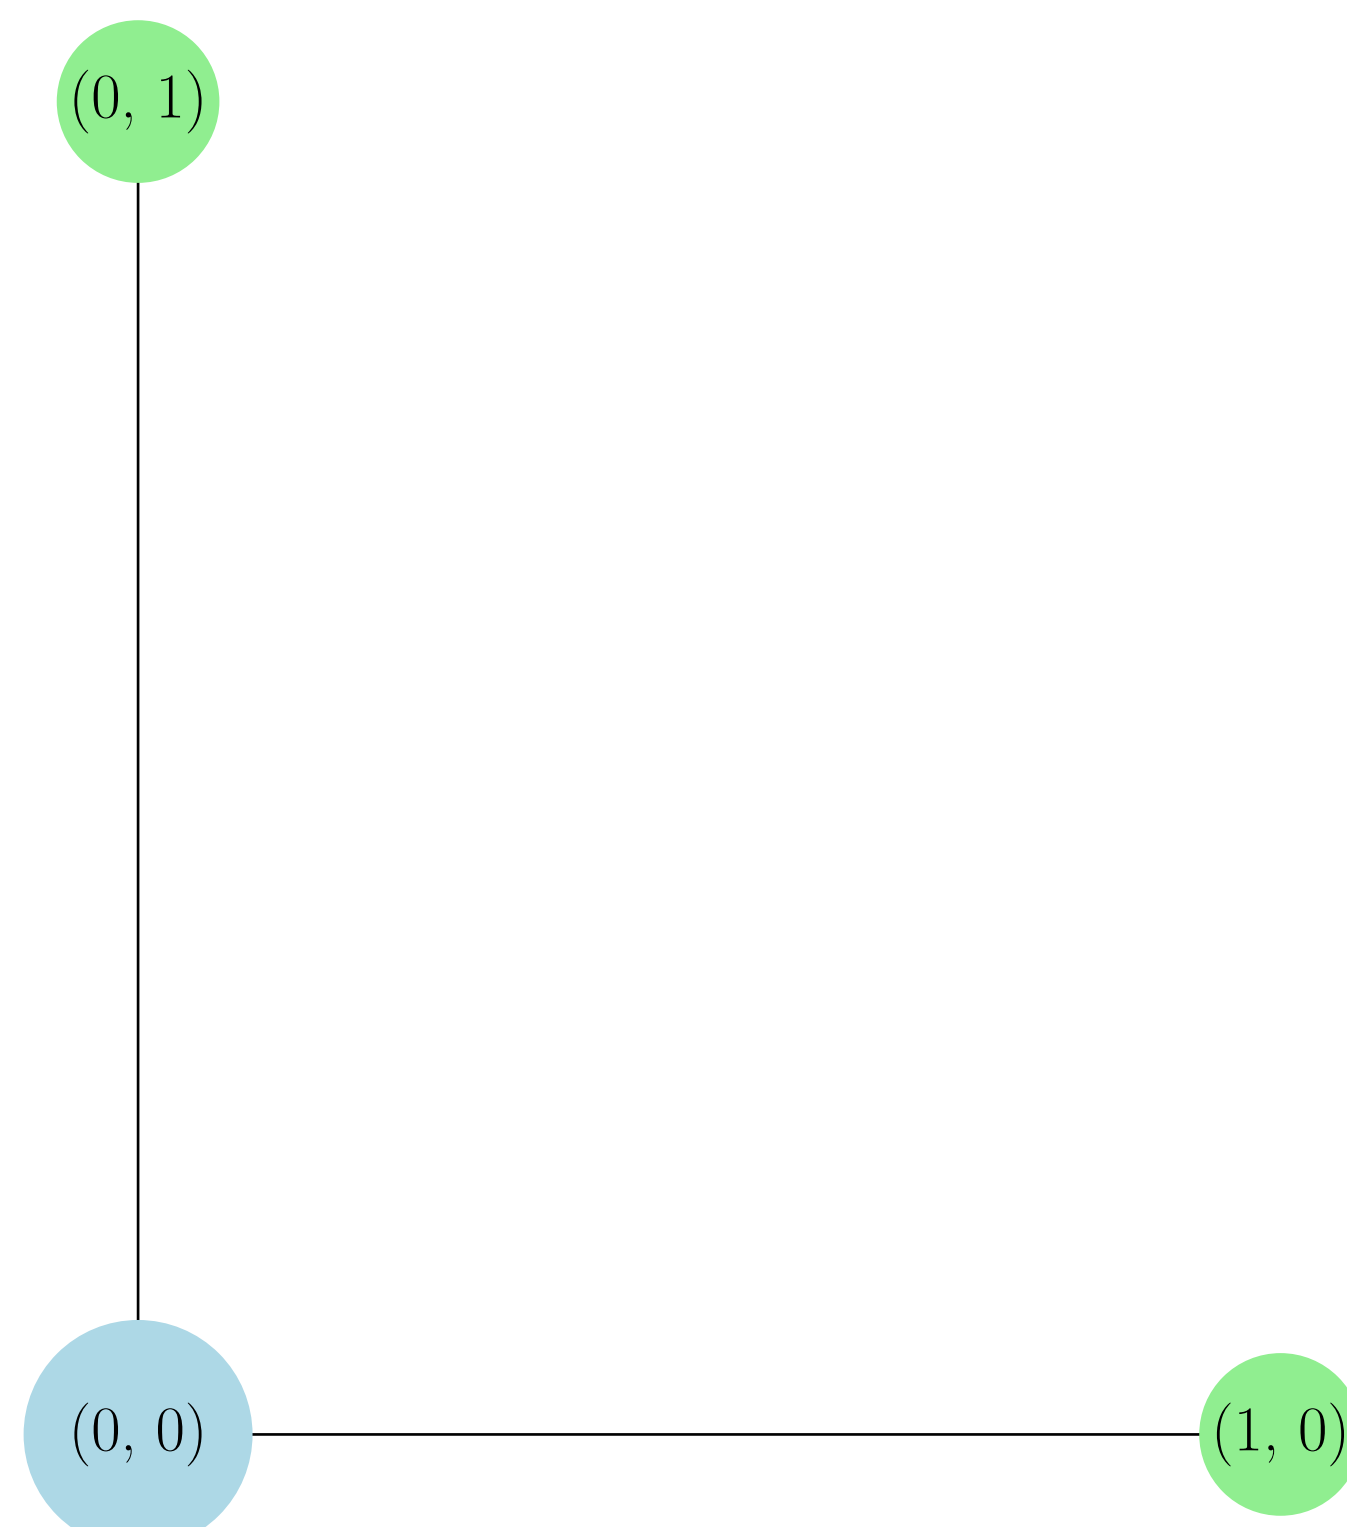 (0, 1)
(0, 0)
(1, 0)